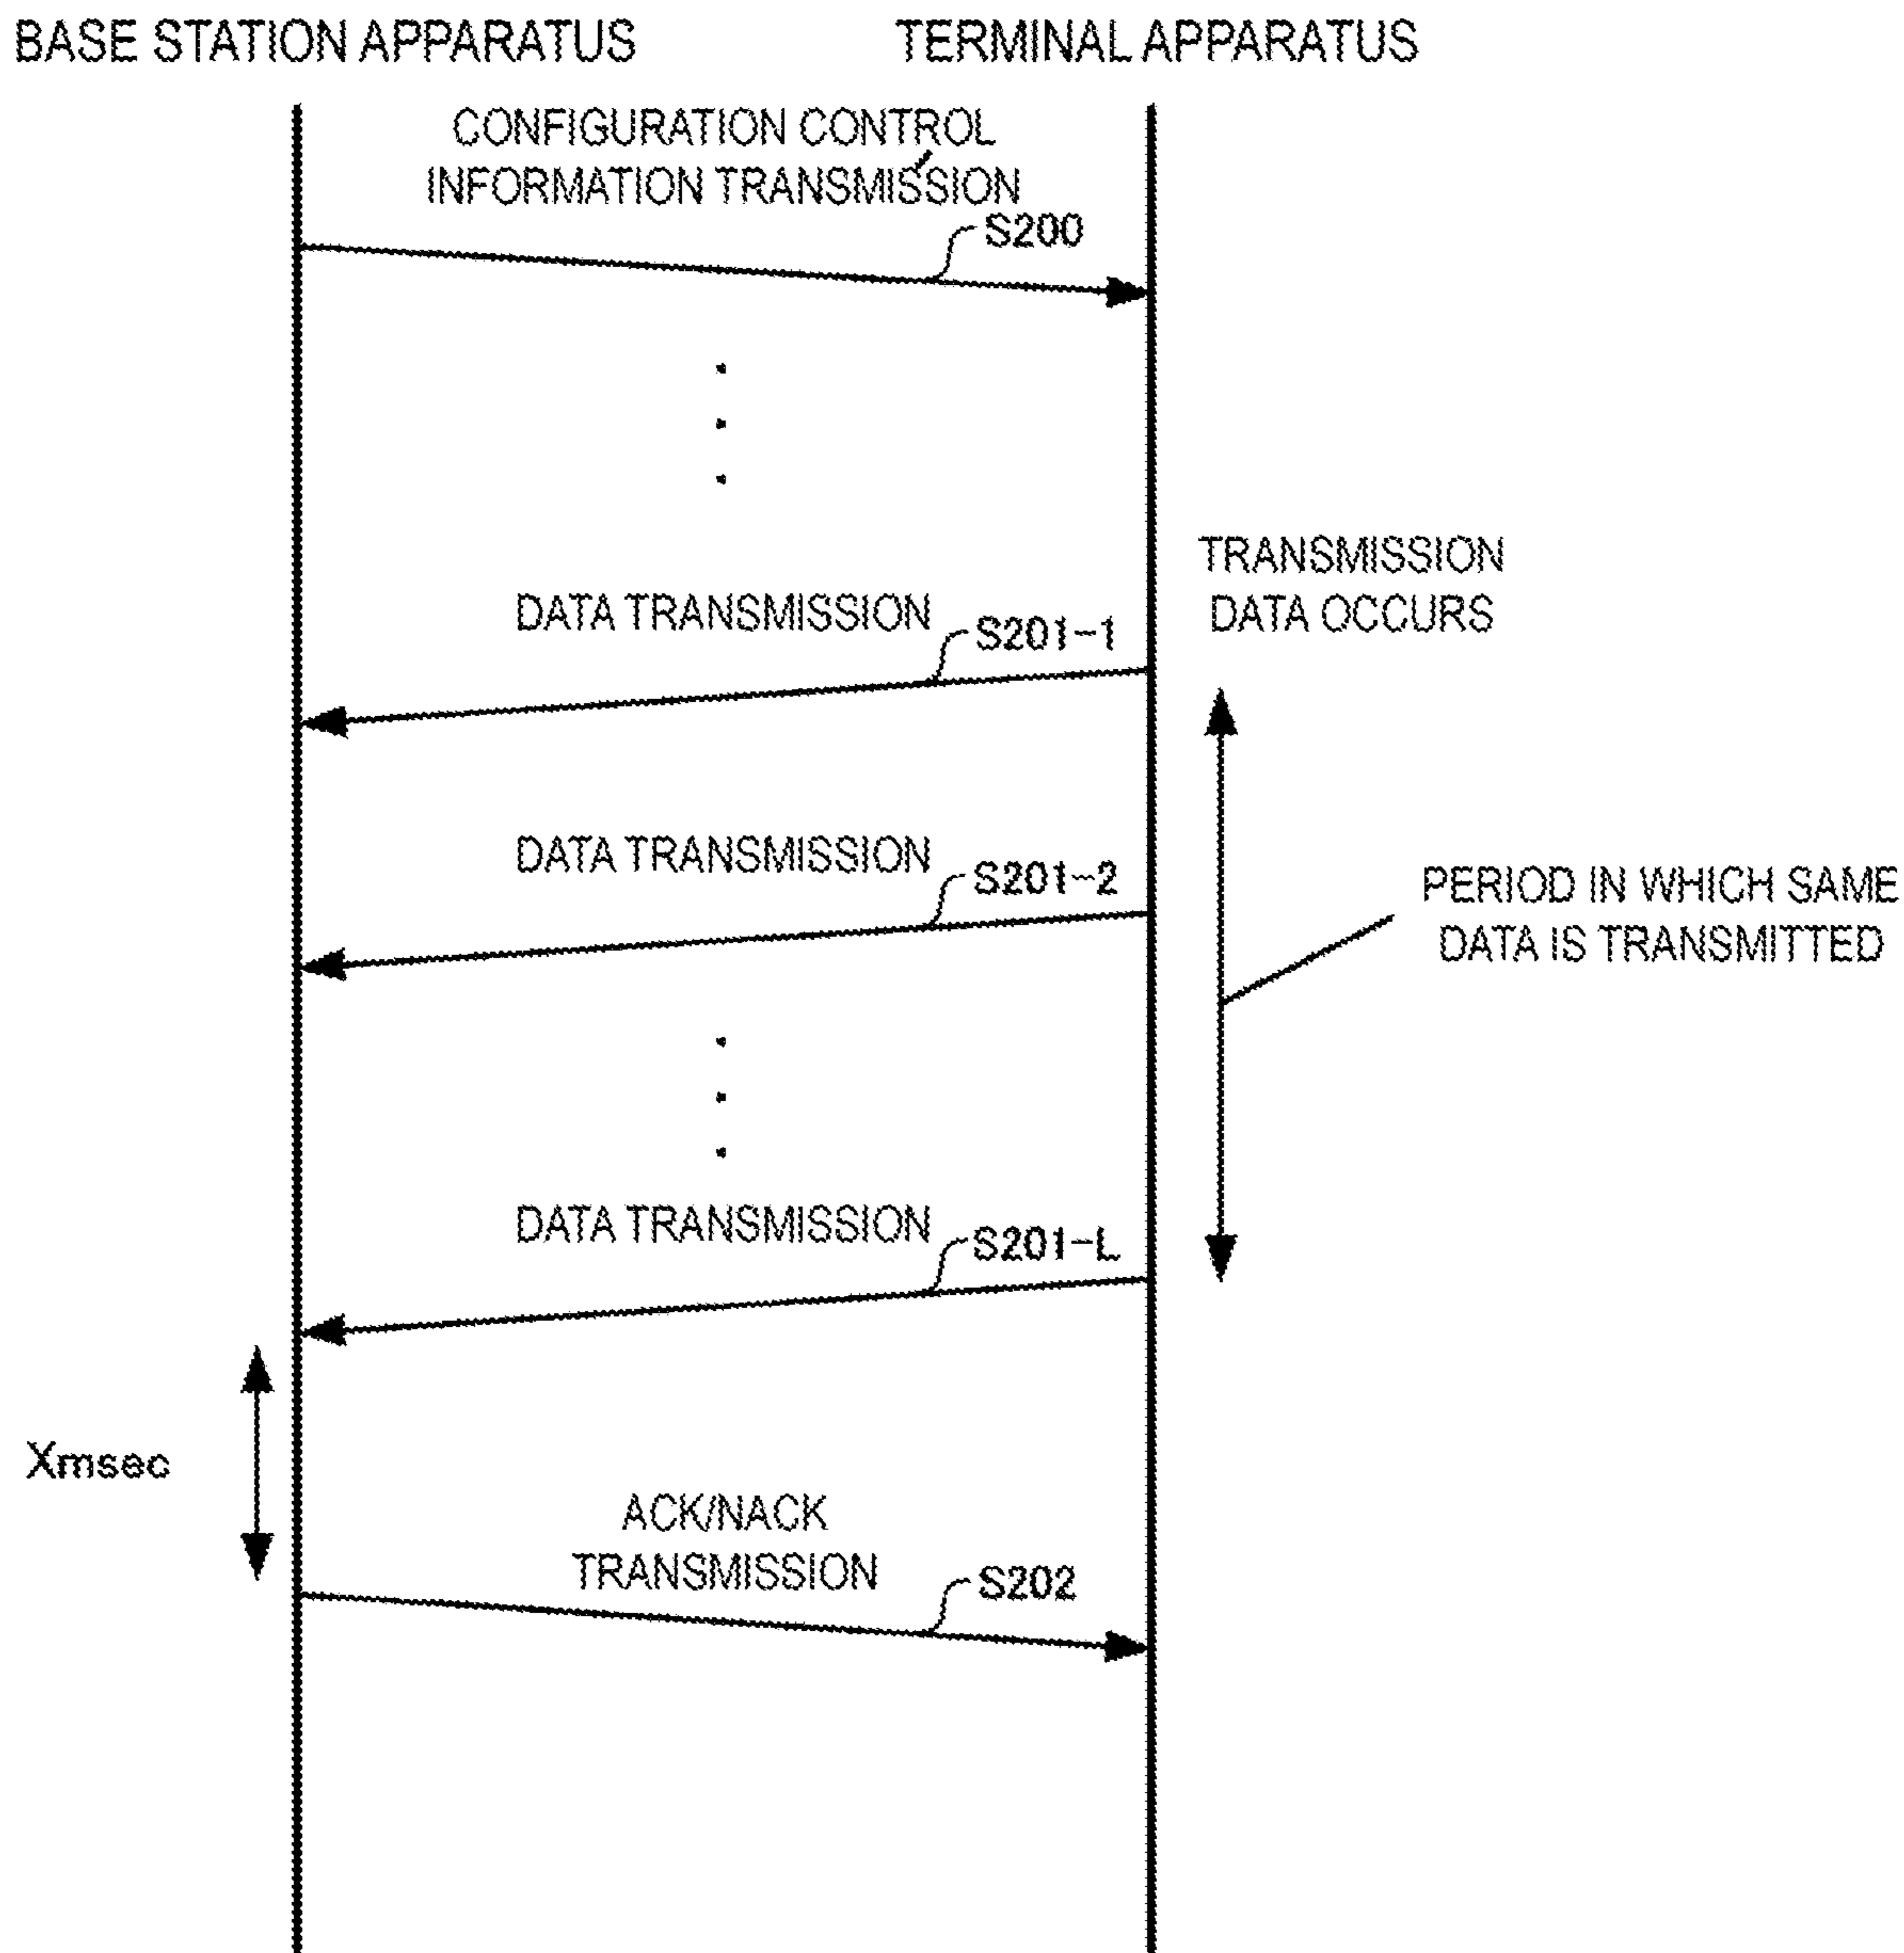 BASE STATION APPARATUS
TERMINAL APPARATUS
CONFIGURATION CONTROL
INFORMATION TRANSMISSION
S200
TRANSMISSION
DATA OCCURS
DATA TRANSMISSION
S201-1
DATA TRANSMISSION
S201-2
PERIOD IN WHICH SAME
DATA IS TRANSMITTED
DATA TRANSMISSION
S201-L
Xmsec
ACK/NACK
TRANSMISSION
S202